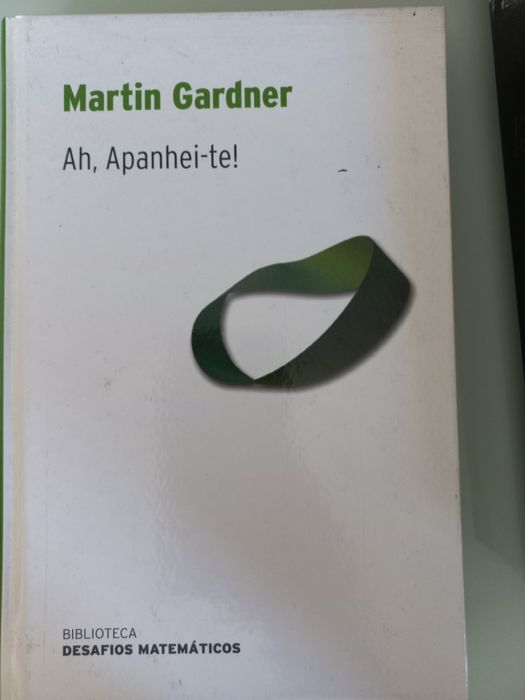 Martin Gardner
Ah, Apanhei-te!
BIBLIOTECA
DESAFIOS MATEMÁTICOS